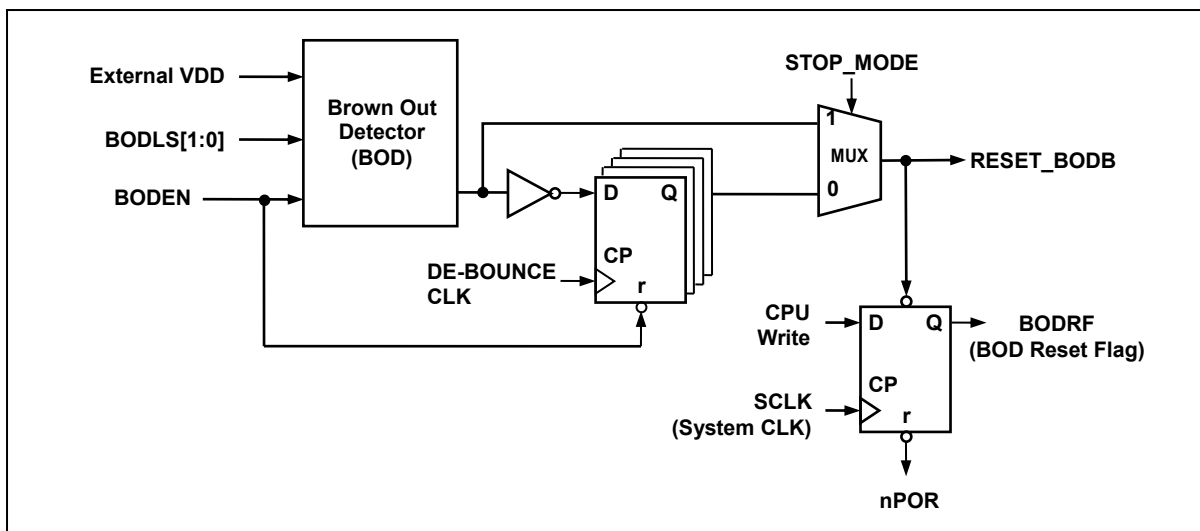 STOP_MODE
External VDD
Brown Out
Detector
(BOD)
BODLS[1:0]
1
MUX
RESET_BODB
BODEN
D
Q
0
CP
DE-BOUNCE
CLK
r
CPU
Write
D
Q
BODRF
(BOD Reset Flag)
CP
SCLK
(System CLK)
r
nPOR